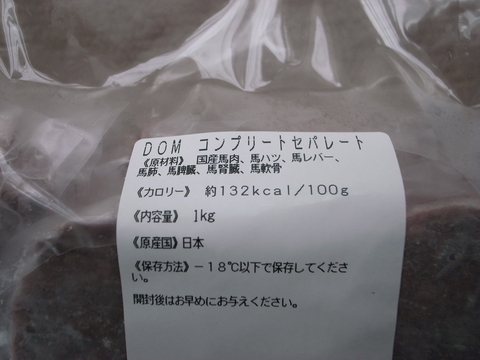 ＤＯＭ コンプリートセパレート
《原材料》 国産馬肉、馬ハツ、馬レバー、
馬肺、馬脾臓、馬腎臓、馬軟骨
《カロリー》 約１３２ｋｃａｌ／１００ｇ
《内容量》 1kg
《原産国》日本
《保存方法》－１８℃以下で保存してくださ
い。
開封後はお早めにお与えください。